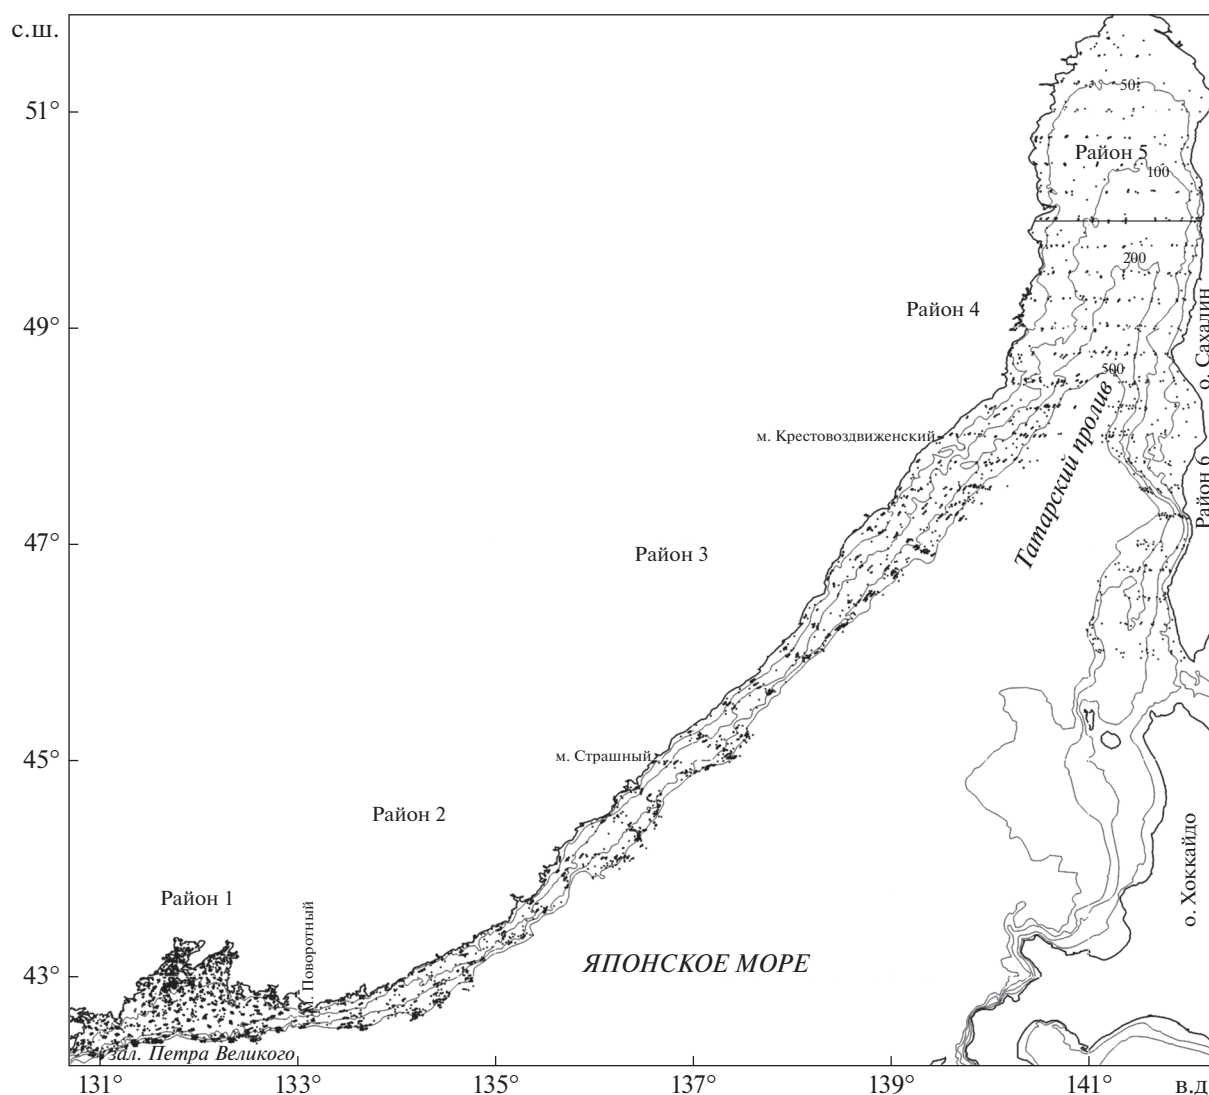 с.ш.
51°
50
Район 5
100
200
Район 4
49°
о. Сахалин
500
м. Крестовоздвиженский
Татарский пролив
Район 6
47°
Район 3
45°
м. Страшный
Район 2
о. Хоккайдо
Район 1
м. Поворотный
43°
ЯПОНСКОЕ МОРЕ
зал. Петра Великого
131°
133°
135°
137°
139°
141°
в.д